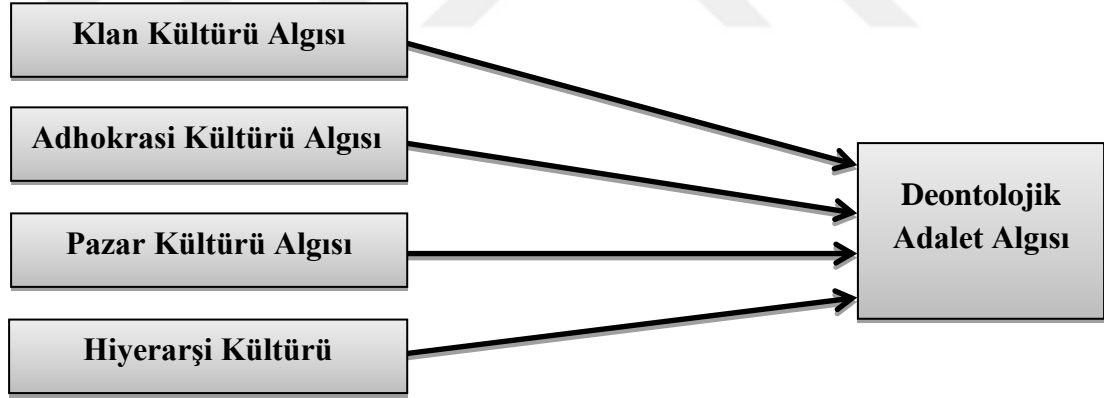 Klan Kültürü Algısı
Adhokrasi Kültürü Algısı
Pazar Kültürü Algısı
Hiyerarşi Kültürü
Deontolojik
Adalet Algısı